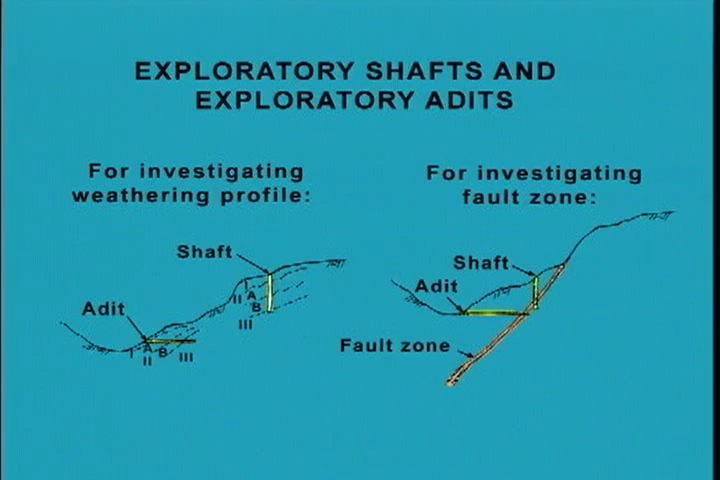 EXPLORATORY SHAFTS AND
EXPLORATORY ADITS
For investigating
weathering profile:
Shaft
I
II A
B
III
Adit
I A B III
II
For investigating
fault zone:
Shaft
Adit
Fault zone